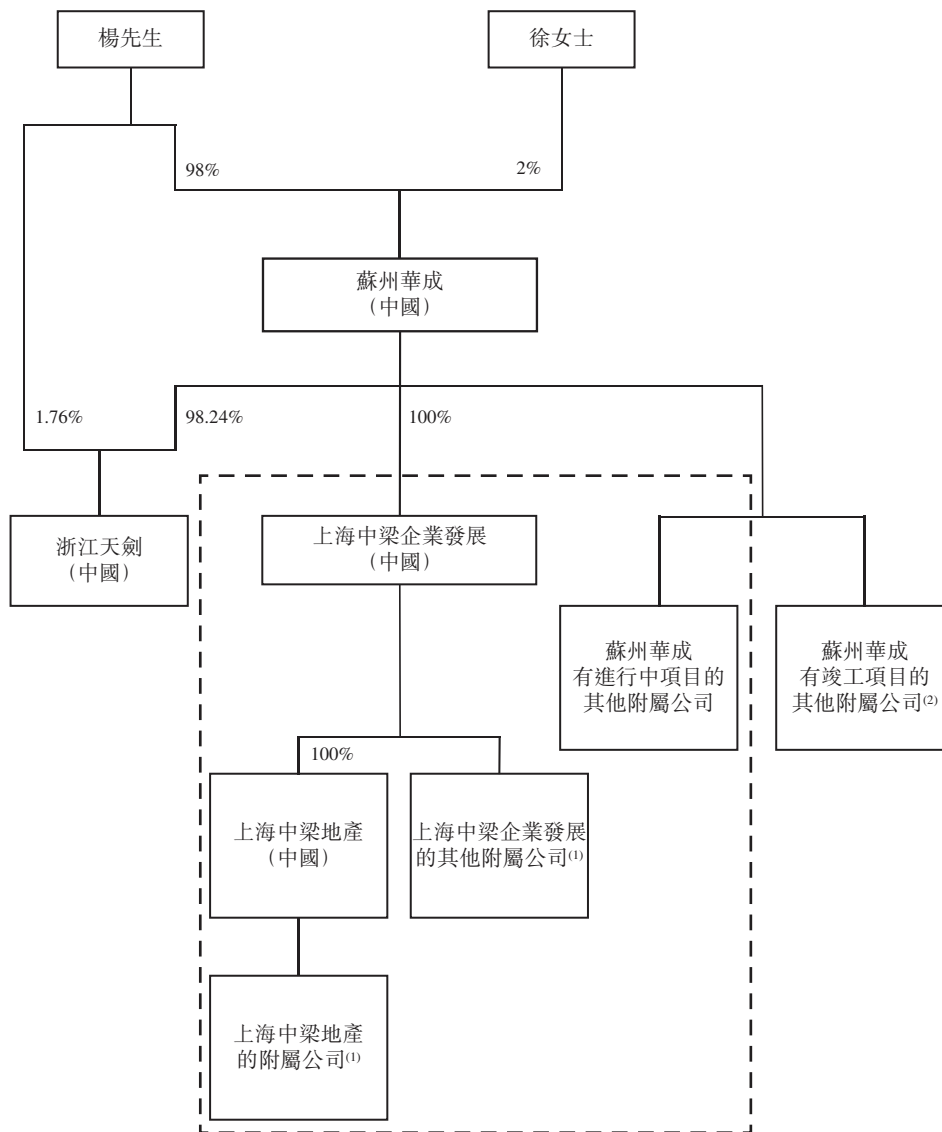 楊先生
徐女士
98%
2%
蘇州華成
（中國）
1.76%
98.24%
100%
浙江天劍
（中國）
上海中梁企業發展
（中國）
蘇州華成
有進行中項目的
其他附屬公司
蘇州華成
有竣工項目的
其他附屬公司(2)
100%
上海中梁地產
（中國）
上海中梁企業發展
的其他附屬公司(1)
上海中梁地產
的附屬公司(1)